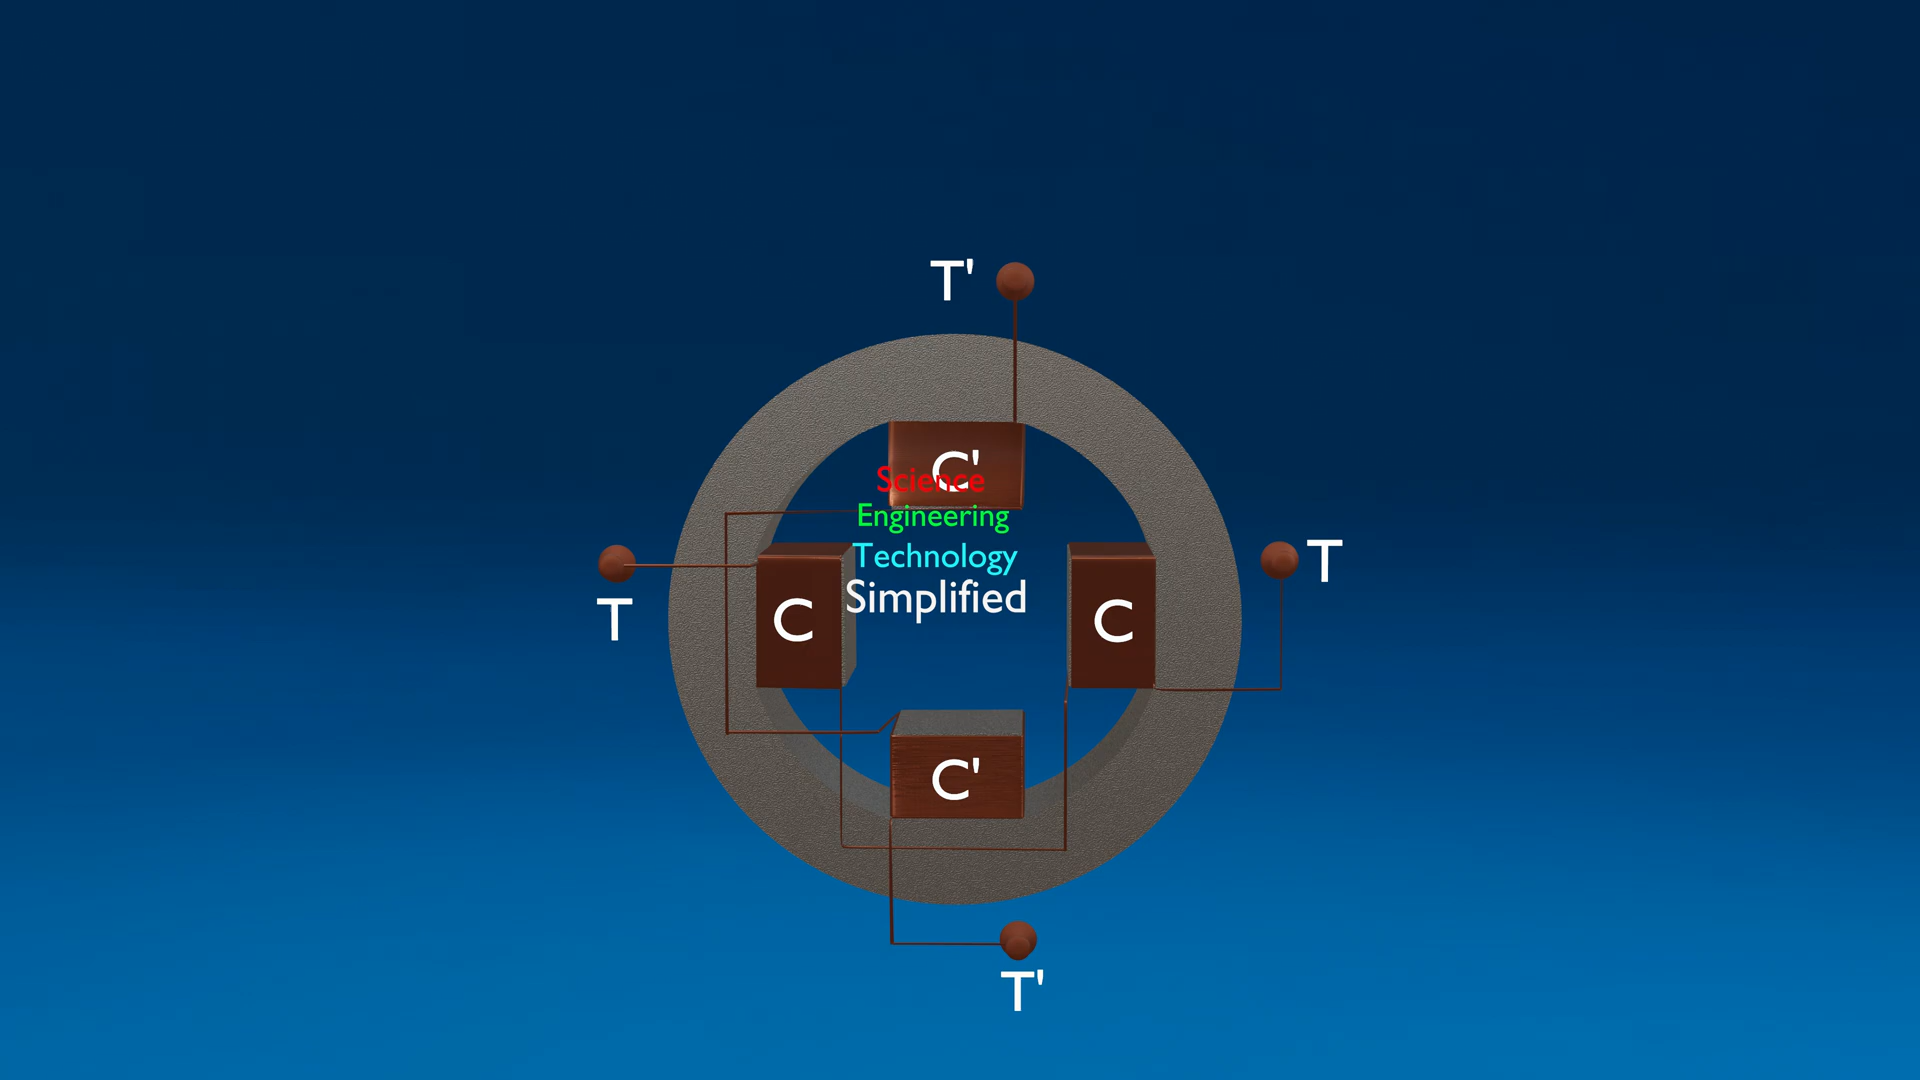 T'
C'
Science
Engineering
Technology
Simplified
T
T
C
C
C'
T'